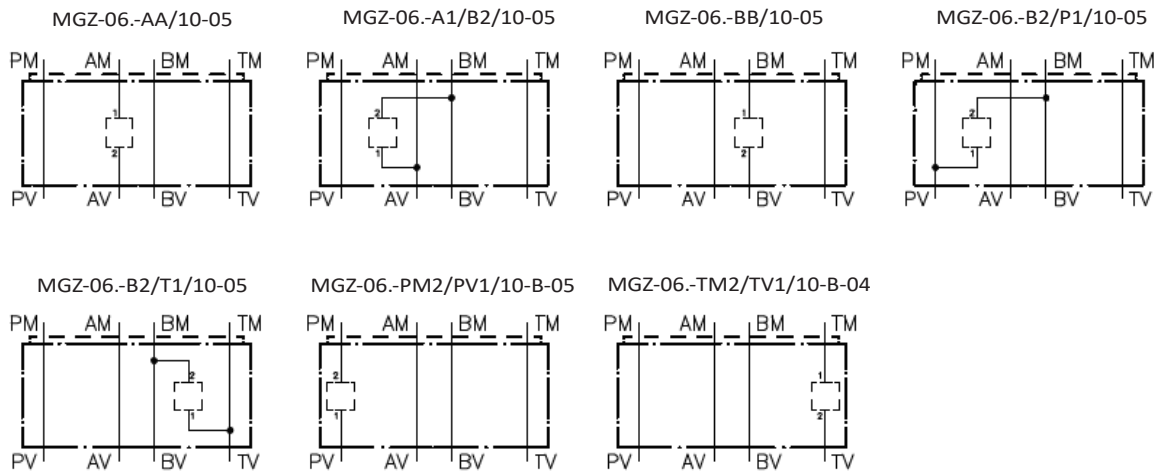 MGZ-06.-AA/10-05 MGZ-06.-A1/B2/10-05 MGZ-06.-BB/10-05 MGZ-06.-B2/P1/10-05
PM AM BM TM PM AM BM TM PM AM BM TM PM AM BM TM
1 2 1 2
2 1 2 1
PV AV BV TV PV AV BV TV PV AV BV TV PV AV BV TV
MGZ-06.-B2/T1/10-05 MGZ-06.-PM2/PV1/10-B-05 MGZ-06.-TM2/TV1/10-B-04
PM AM BM TM PM AM BM TM PM AM BM TM
2 2 1
1 1 2
PV AV BV TV PV AV BV TV PV AV BV TV